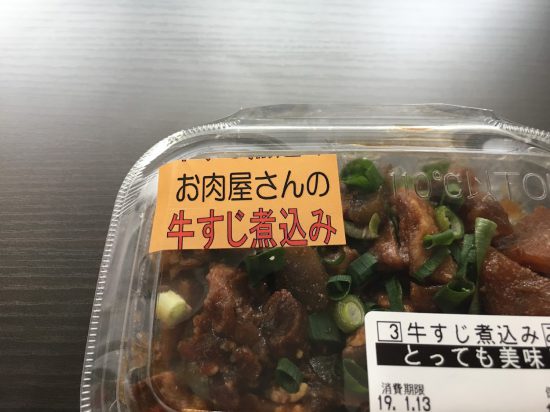 お肉屋さんの
牛すじ煮込み
3 牛すじ煮込み
とっても美味
消費期限
19. 1.13